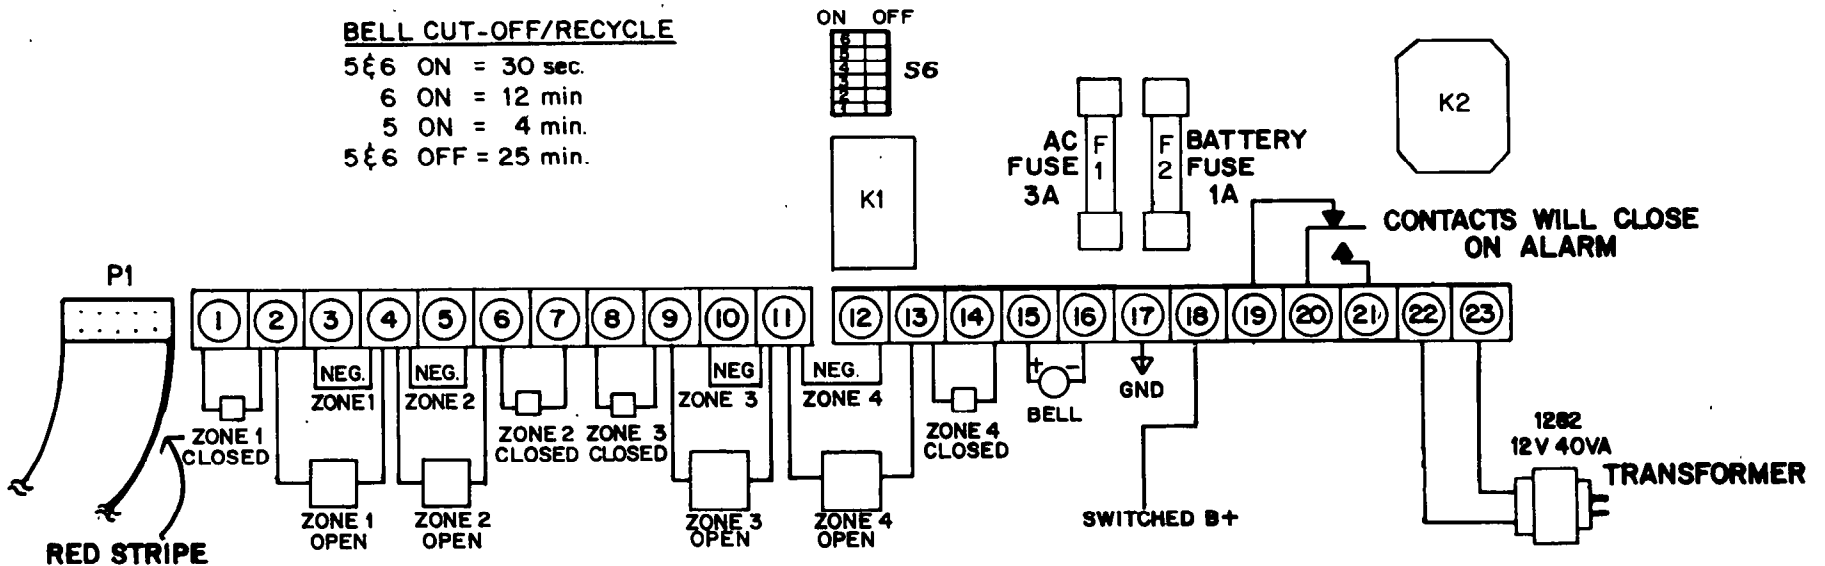 BELL CUT-OFF/RECYCLE
5&6 ON = 30 sec.
6 ON = 12 min
5 ON = 4 min.
5&6 OFF = 25 min.
ON OFF
S6
K1
AC
FUSE
3A
F
1
F
2
BATTERY
FUSE
1A
K2
CONTACTS WILL CLOSE
ON ALARM
P1
1 2 3 4 5 6 7 8 9 10 11 12 13 14 15 16 17 18 19 20 21 22 23
NEG.
ZONE 1
NEG.
ZONE 2
NEG
ZONE 3
NEG.
ZONE 4
+ -
BELL
GND
ZONE 1
CLOSED
ZONE 2
CLOSED
ZONE 3
CLOSED
ZONE 4
CLOSED
ZONE 1
OPEN
ZONE 2
OPEN
ZONE 3
OPEN
ZONE 4
OPEN
SWITCHED B+
1282
12V 40VA
TRANSFORMER
RED STRIPE